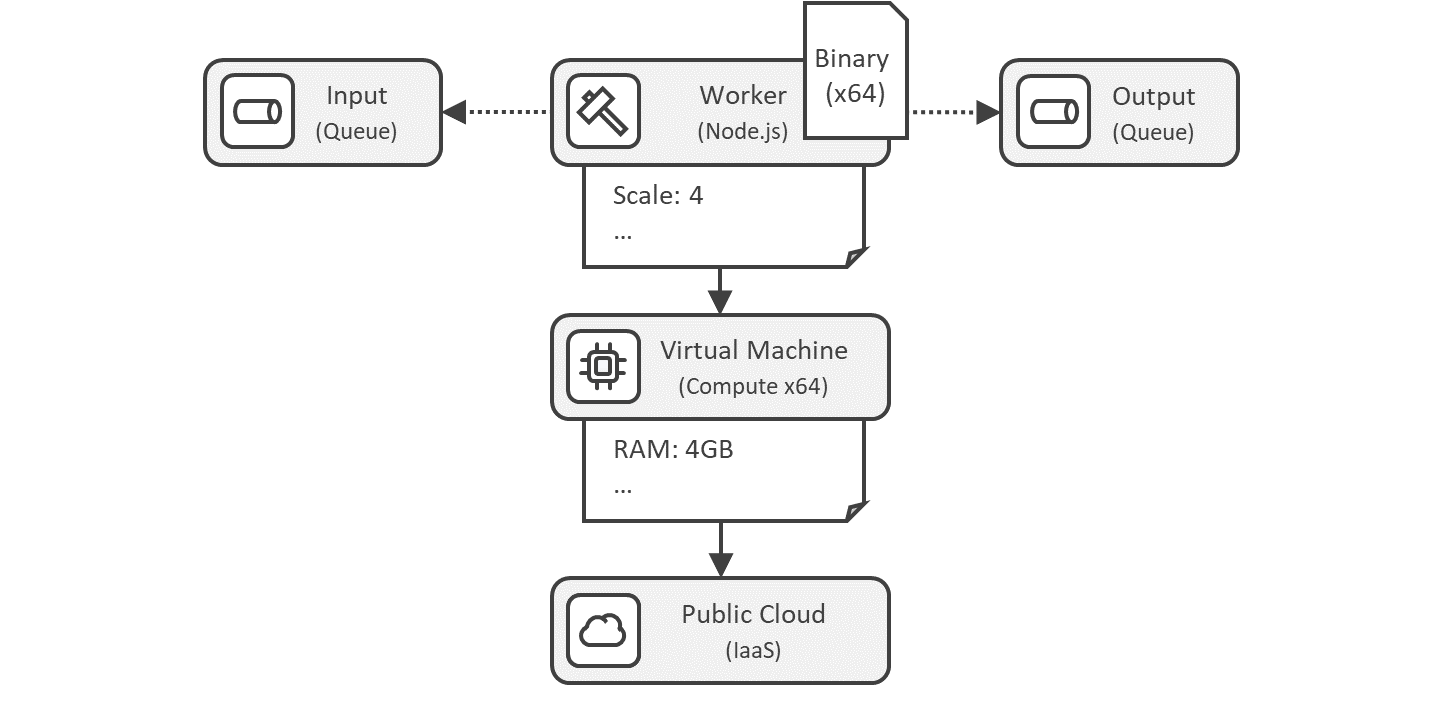 Input
(Queue)
Worker
(Node.js)
Binary
(x64)
Output
(Queue)
Scale: 4
...
Virtual Machine
(Compute x64)
RAM: 4GB
...
Public Cloud
(IaaS)